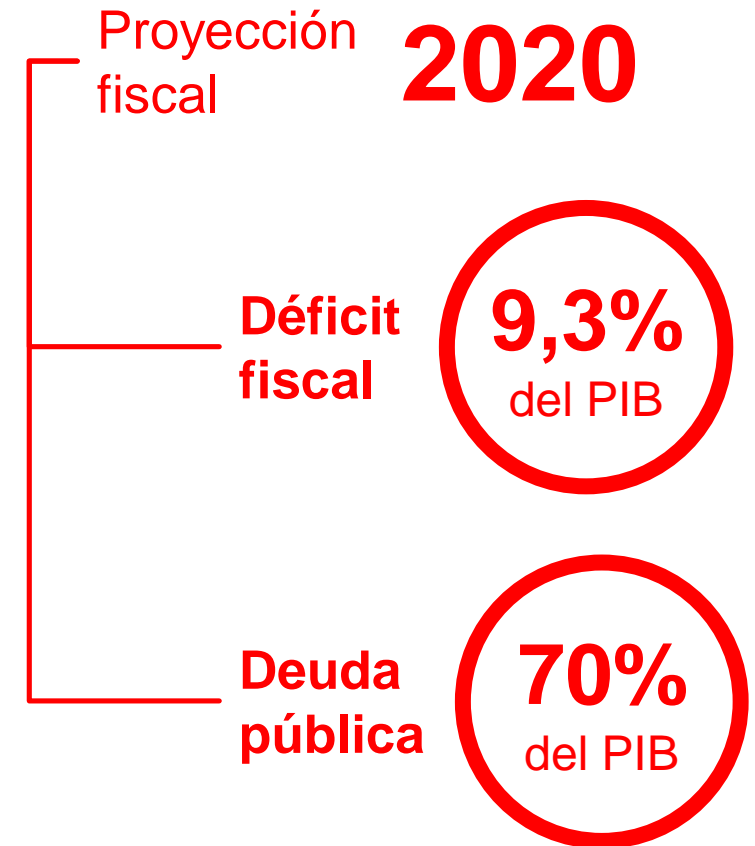 Proyección
fiscal
2020
Déficit
fiscal
9,3%
del PIB
Deuda
pública
70%
del PIB